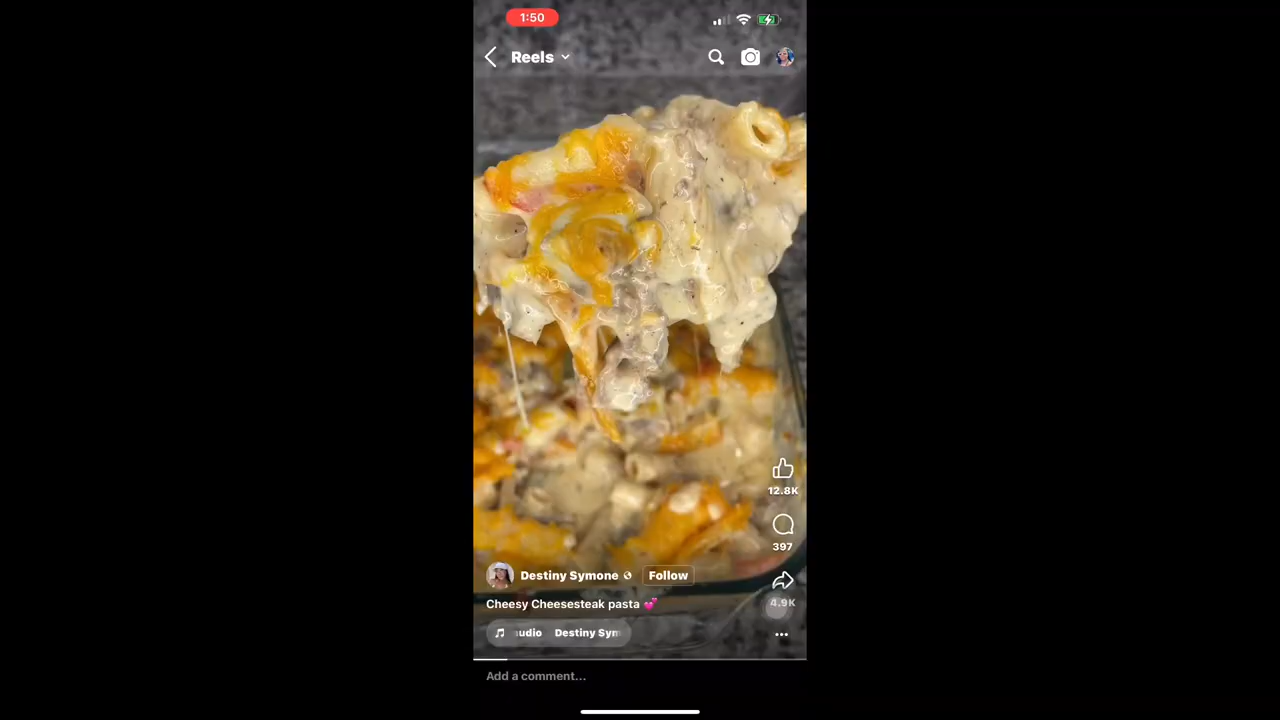 1:50
Reels
12.8K
397
Destiny Symone
Follow
4.9K
Cheesy Cheesesteak pasta 💕
udio Destiny Sym
Add a comment...